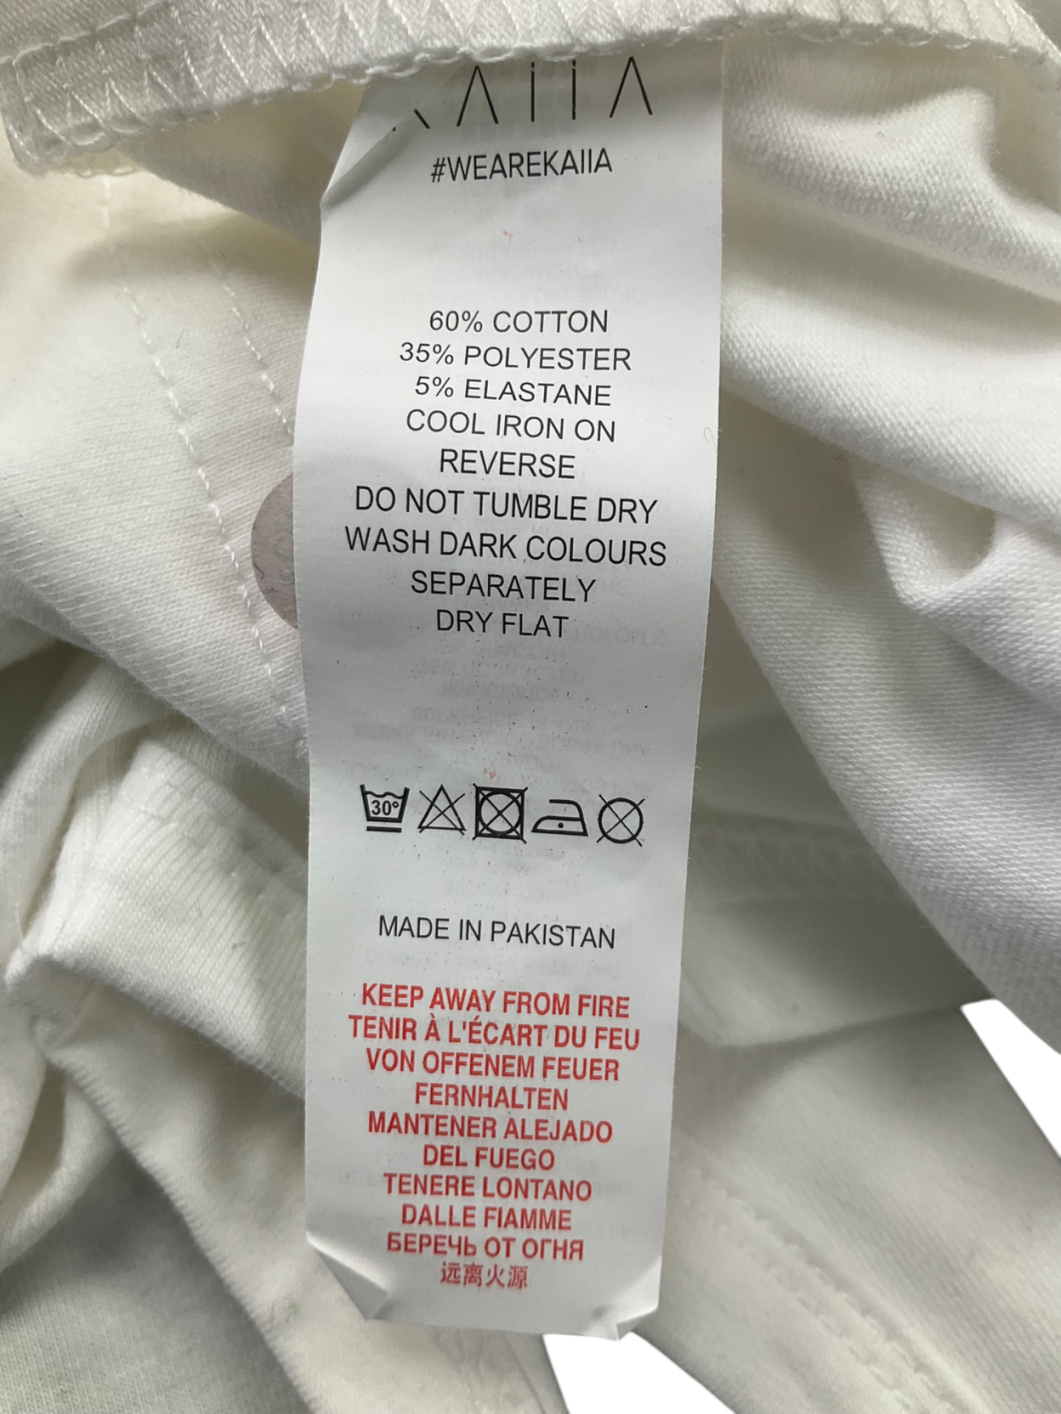 KAIIA
#WEAREKAIIA
60% COTTON
35% POLYESTER
5% ELASTANE
COOL IRON ON
REVERSE
DO NOT TUMBLE DRY
WASH DARK COLOURS
SEPARATELY
DRY FLAT
30°
MADE IN PAKISTAN
KEEP AWAY FROM FIRE
TENIR À L'ÉCART DU FEU
VON OFFENEM FEUER
FERNHALTEN
MANTENER ALEJADO
DEL FUEGO
TENERE LONTANO
DALLE FIAMME
БЕРЕЧЬ ОТ ОГНЯ
远离火源